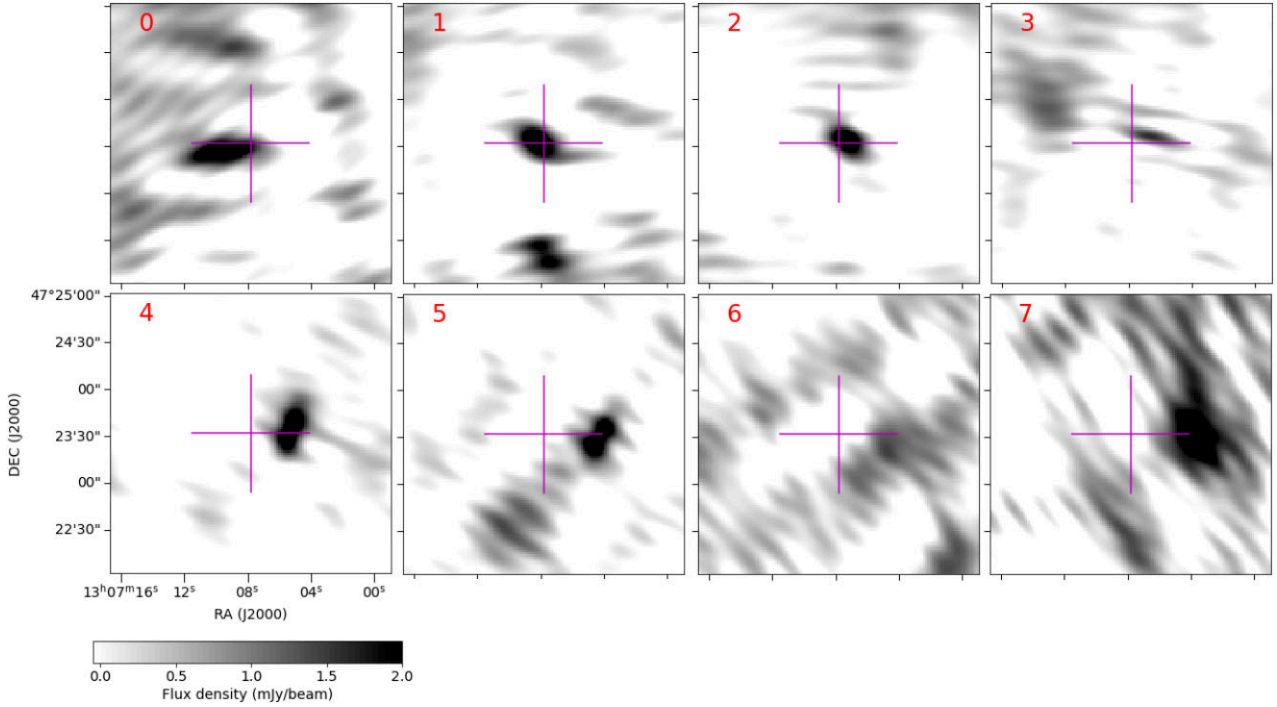 0
1
2
3
4
5
6
7
47°25'00"
24'30"
00"
23'30"
00"
22'30"
DEC (J2000)
13ʰ07ᵐ16ˢ 12ˢ 08ˢ 04ˢ 00ˢ
RA (J2000)
0.0 0.5 1.0 1.5 2.0
Flux density (mJy/beam)